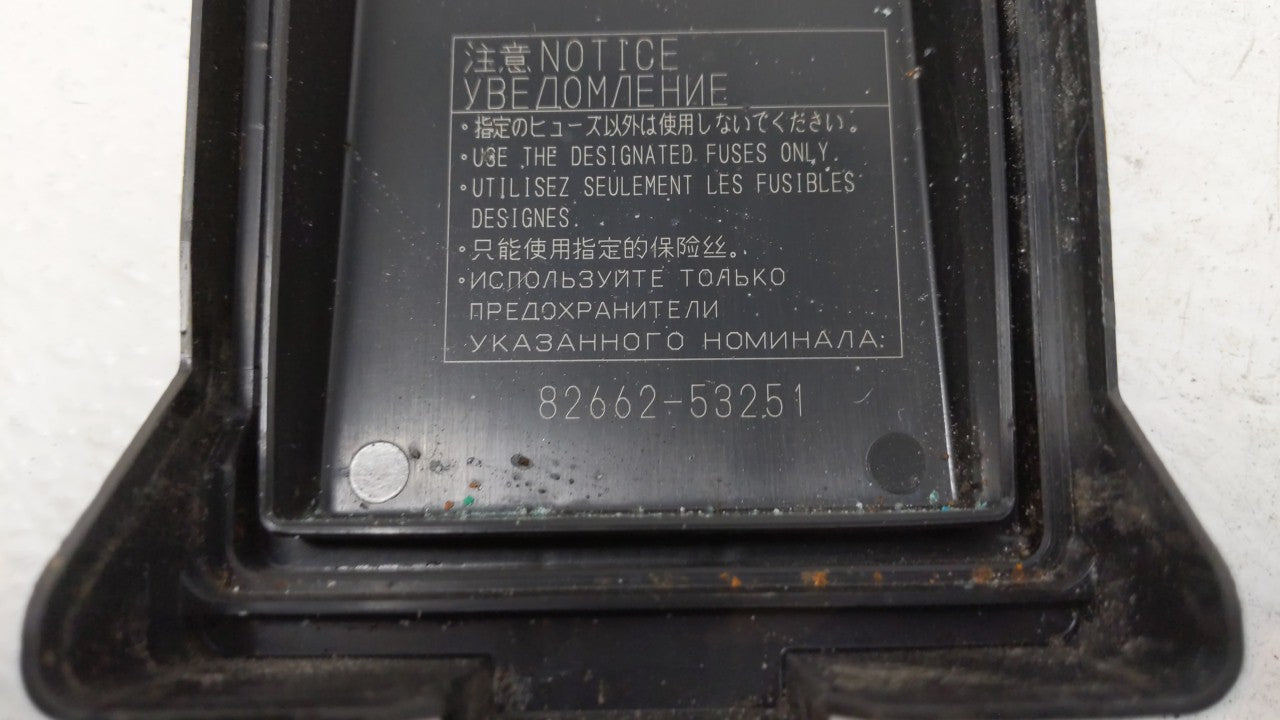 注意 NOTICE
УВЕДОМЛЕНИЕ
・指定のヒューズ以外は使用しないでください。
・USE THE DESIGNATED FUSES ONLY.
・UTILISEZ SEULEMENT LES FUSIBLES
DESIGNES.
・只能使用指定的保险丝。
・ИСПОЛЬЗУЙТЕ ТОЛЬКО
ПРЕДОХРАНИТЕЛИ
УКАЗАННОГО НОМИНАЛА.
82662-53251